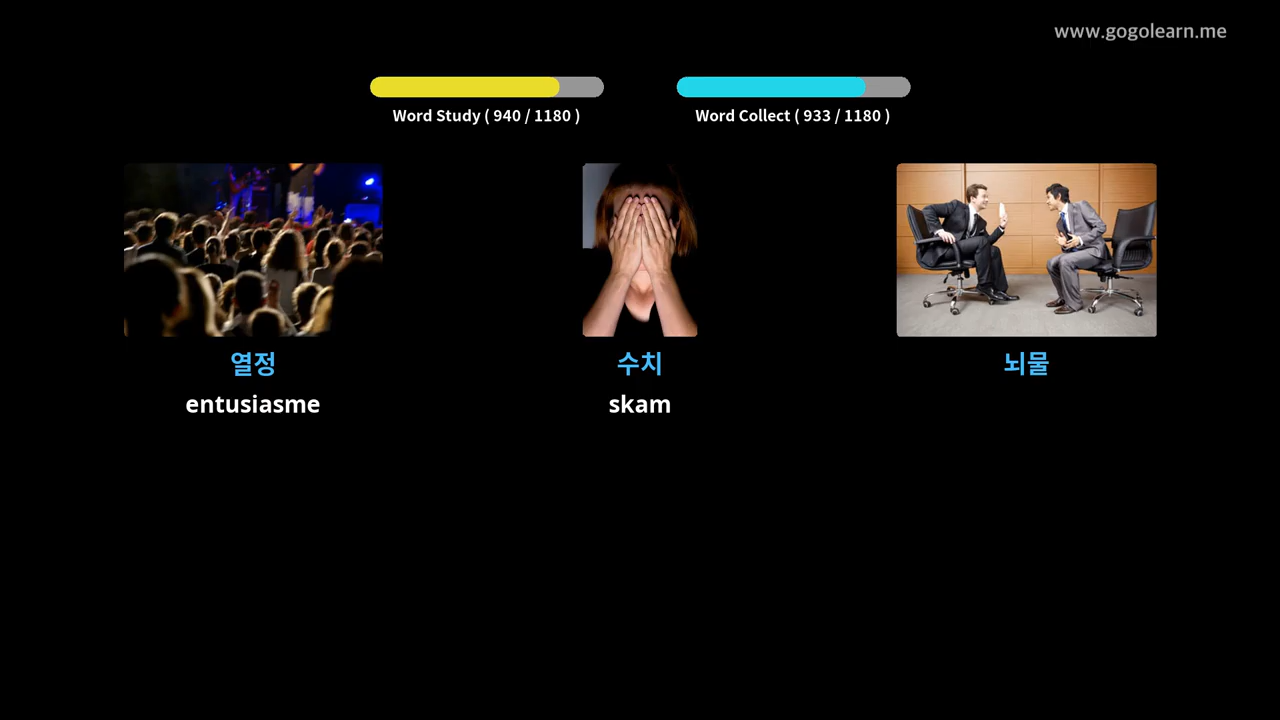 www.gogolearn.me
Word Study ( 940 / 1180 )
Word Collect ( 933 / 1180 )
열정
수치
뇌물
entusiasme
skam